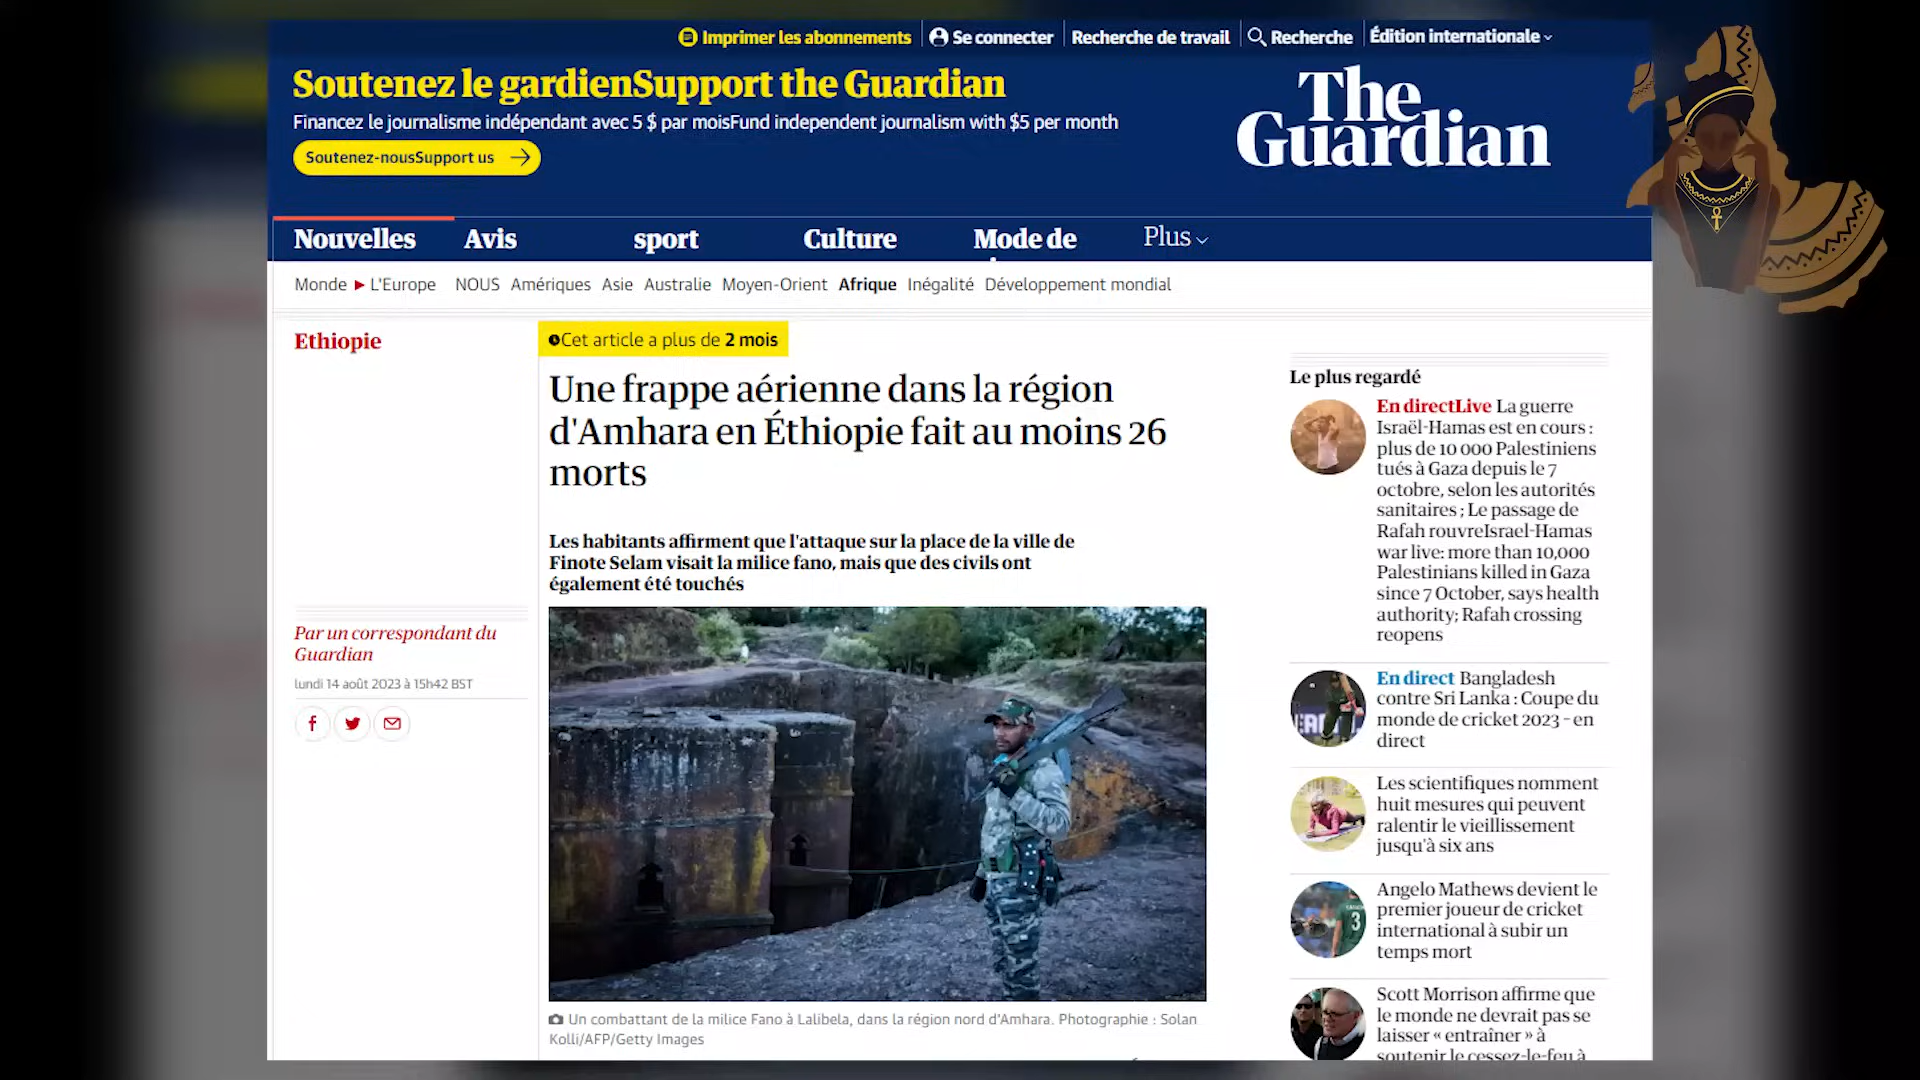 Imprimer les abonnements
Se connecter
Recherche de travail
Recherche
Édition internationale
Soutenez le gardienSupport the Guardian
Financez le journalisme indépendant avec 5 $ par moisFund independent journalism with $5 per month
Soutenez-nousSupport us
The
Guardian
Nouvelles
Avis
sport
Culture
Mode de
Plus
Monde
L'Europe
NOUS
Amériques
Asie
Australie
Moyen-Orient
Afrique
Inégalité
Développement mondial
Ethiopie
Cet article a plus de 2 mois
Une frappe aérienne dans la région
d'Amhara en Éthiopie fait au moins 26
morts
Les habitants affirment que l'attaque sur la place de la ville de
Finote Selam visait la milice fano, mais que des civils ont
également été touchés
Par un correspondant du
Guardian
lundi 14 août 2023 à 15h42 BST
Un combattant de la milice Fano à Lalibela, dans la région nord d'Amhara. Photographie : Solan
Kolli/AFP/Getty Images
Le plus regardé
En directLive La guerre
Israël-Hamas est en cours :
plus de 10 000 Palestiniens
tués à Gaza depuis le 7
octobre, selon les autorités
sanitaires ; Le passage de
Rafah rouvreIsrael-Hamas
war live: more than 10,000
Palestinians killed in Gaza
since 7 October, says health
authority; Rafah crossing
reopens
En direct Bangladesh
contre Sri Lanka : Coupe du
monde de cricket 2023 – en
direct
Les scientifiques nomment
huit mesures qui peuvent
ralentir le vieillissement
jusqu'à six ans
3
Angelo Mathews devient le
premier joueur de cricket
international à subir un
temps mort
Scott Morrison affirme que
le monde ne devrait pas se
laisser « entraîner » à
soutenir le cessez-le-feu à